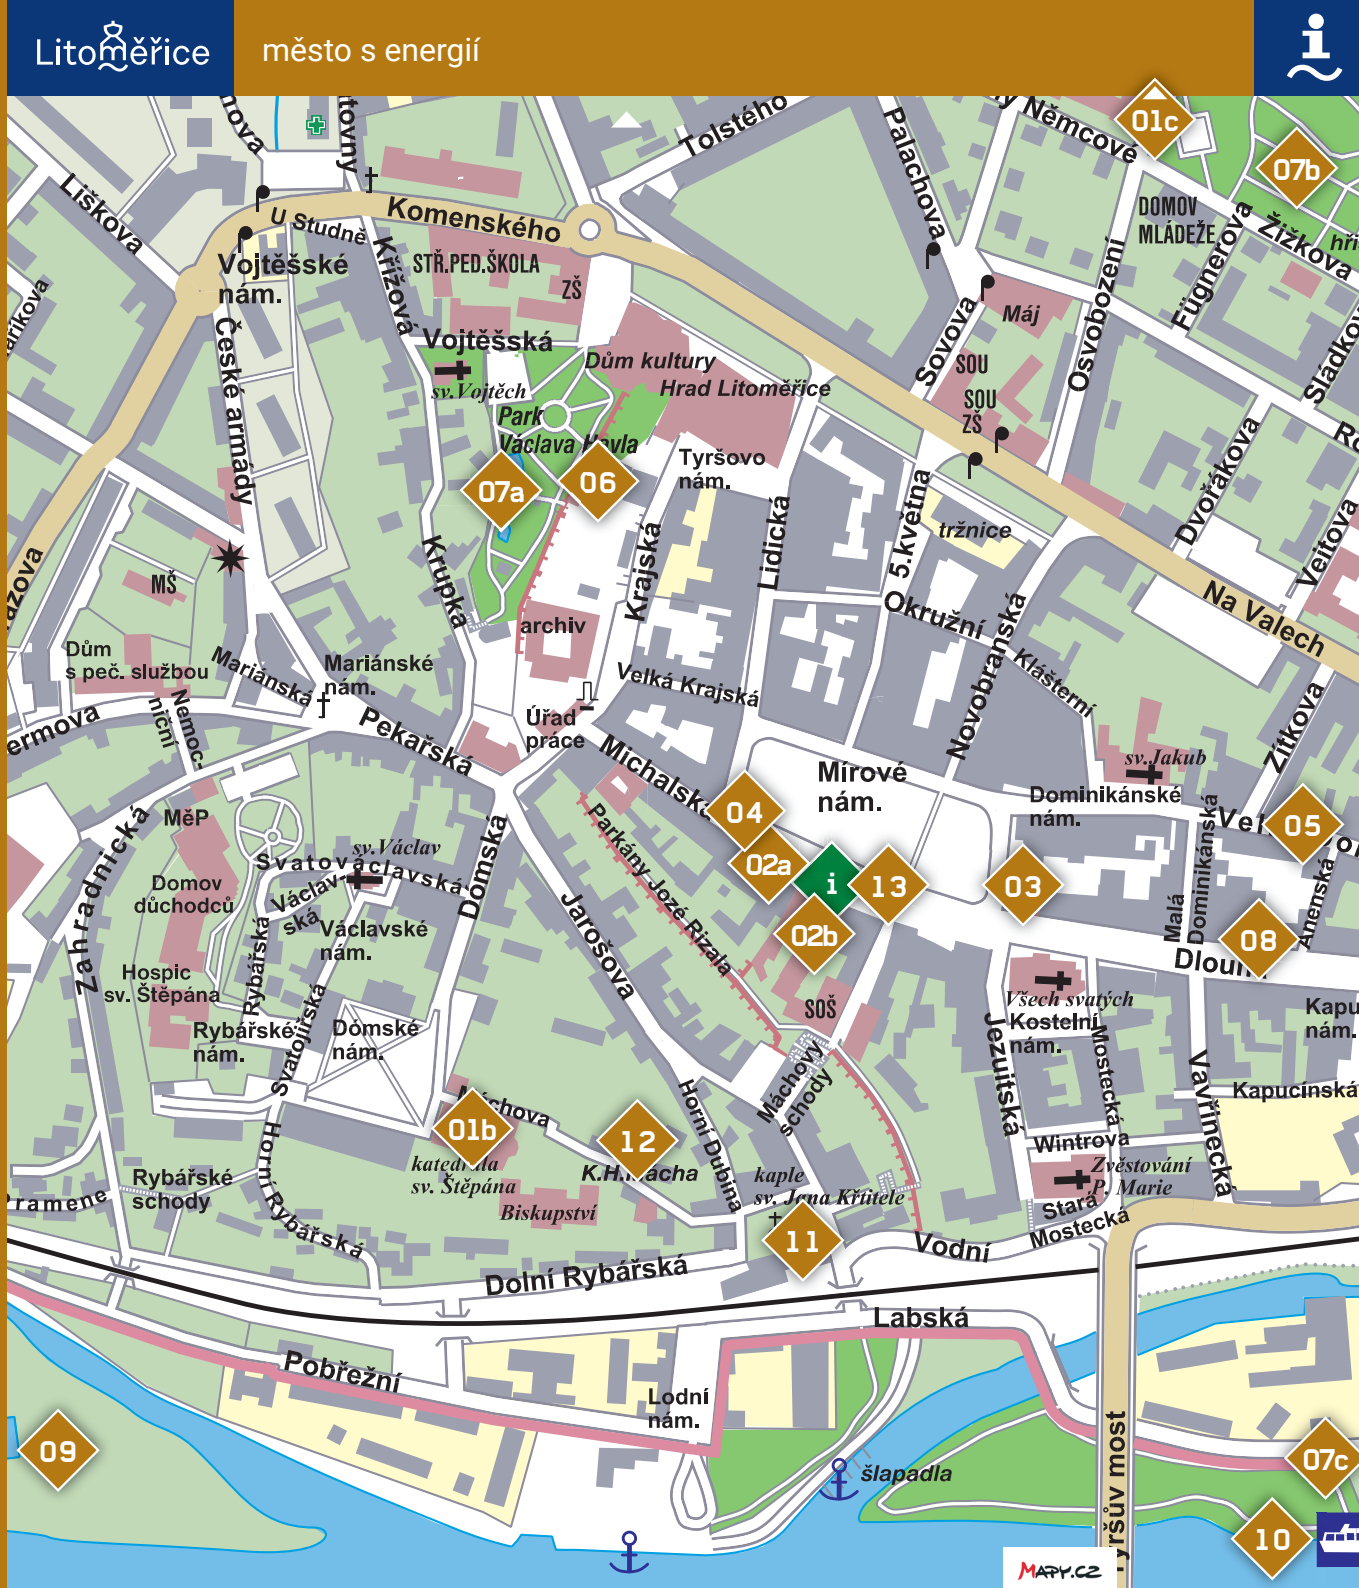 Litoměřice
město s energií
i
Tolstého
Palachova
Němcové
01c
07b
Liškova
U Studně
Komenského
DOMOV
MLÁDEŽE
Fügnerova
Žižkova
Vojtěšské
nám.
Křížová
STŘ.PED.ŠKOLA
ZŠ
Osvobození
Máj
Sovova
České armády
Vojtěšská
sv.Vojtěch
Dům kultury
Hrad Litoměřice
SOU
SOU
ZŠ
Park
Václava Havla
07a
06
Tyršovo
nám.
Lidická
5.května
tržnice
Dvořákova
Krupka
Krajská
MŠ
archiv
Okružní
Novobranská
Na Valech
Klášterní
Dům
s peč. službou
Mariánská
Mariánské
nám.
Velká Krajská
Nemoc-
niční
Pekařská
Úřad
práce
Michalská
Mírové
nám.
sv.Jakub
Dominikánské
nám.
Malá
Dominikánská
04
02a
i
13
03
05
02b
08
Anenská
MěP
Zahradnická
Domov
důchodců
sv.Václav
Svatováclavská
Václav-
ská
Václavské
nám.
Dómská
Parkány Jozé Rizala
Jarošova
Hospic
sv. Štěpána
Rybářská
Rybářské
nám.
Svatojiřská
Dómské
nám.
SOŠ
Všech svatých
Kostelní
nám.
Jezuitská
Mostecká
Vavřinecká
Kapucínská
Máchovy
schody
Horní Dubina
Máchova
01b
12
K.H.Mácha
Wintrova
Zvěstování
P. Marie
Stará
Mostecká
katedrála
sv. Štěpána
Biskupství
kaple
sv. Jana Křtitele
11
Rybářské
schody
Horní Rybářská
Vodní
Dolní Rybářská
Labská
Pobřežní
Lodní
nám.
09
šlapadla
07c
10
MAPY.CZ